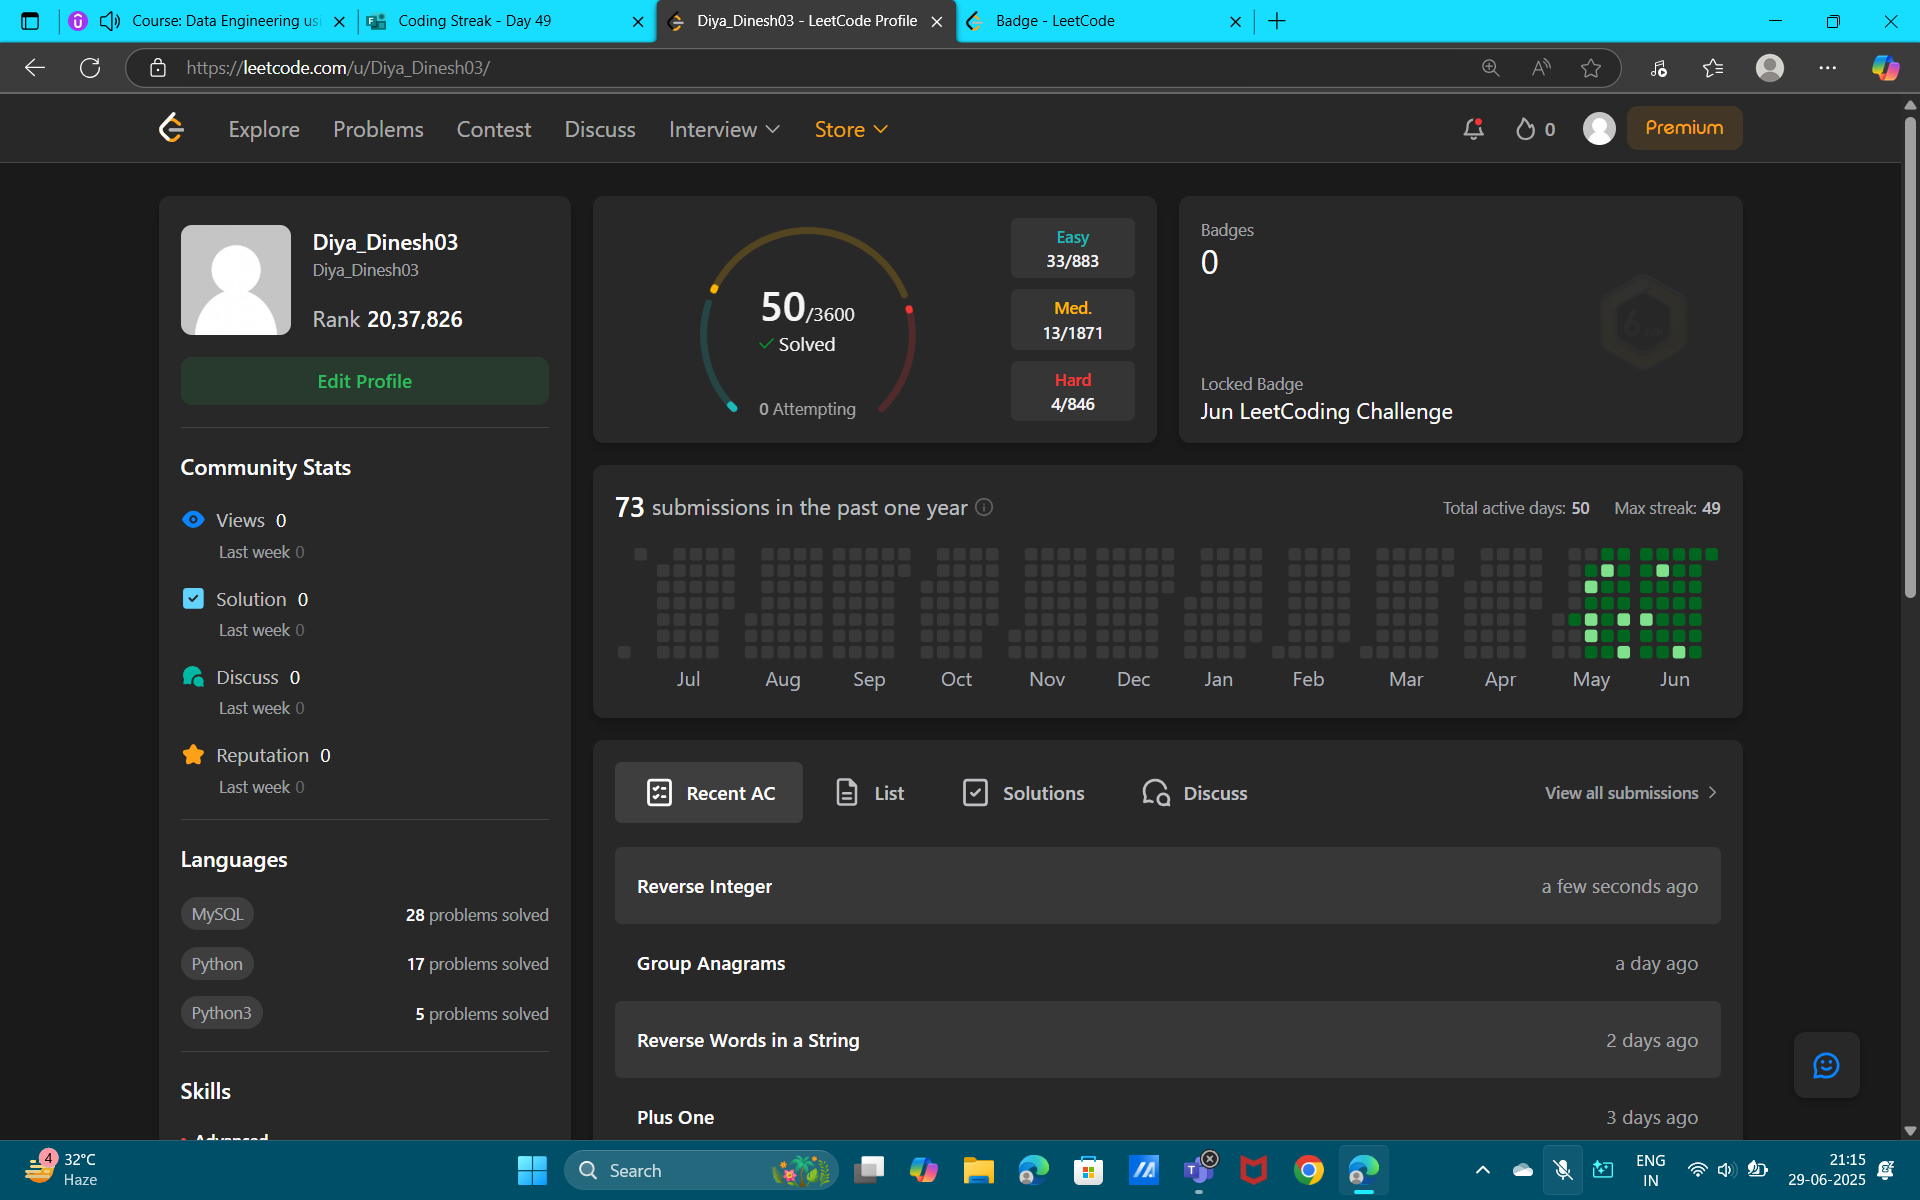 Course: Data Engineering usi
Coding Streak - Day 49
Diya_Dinesh03 - LeetCode Profile
Badge - LeetCode
https://leetcode.com/u/Diya_Dinesh03/
Explore
Problems
Contest
Discuss
Interview
Store
0
Premium
Diya_Dinesh03
Diya_Dinesh03
Rank 20,37,826
Edit Profile
Community Stats
Views 0
Last week 0
Solution 0
Last week 0
Discuss 0
Last week 0
Reputation 0
Last week 0
Languages
MySQL
28 problems solved
Python
17 problems solved
Python3
5 problems solved
Skills
Advanced
50/3600
Solved
0 Attempting
Easy
33/883
Med.
13/1871
Hard
4/846
Badges
0
Locked Badge
Jun LeetCoding Challenge
73 submissions in the past one year
Total active days: 50
Max streak: 49
Jul
Aug
Sep
Oct
Nov
Dec
Jan
Feb
Mar
Apr
May
Jun
Recent AC
List
Solutions
Discuss
View all submissions
Reverse Integer
a few seconds ago
Group Anagrams
a day ago
Reverse Words in a String
2 days ago
Plus One
3 days ago
4
32°C
Haze
Search
ENG
IN
21:15
29-06-2025